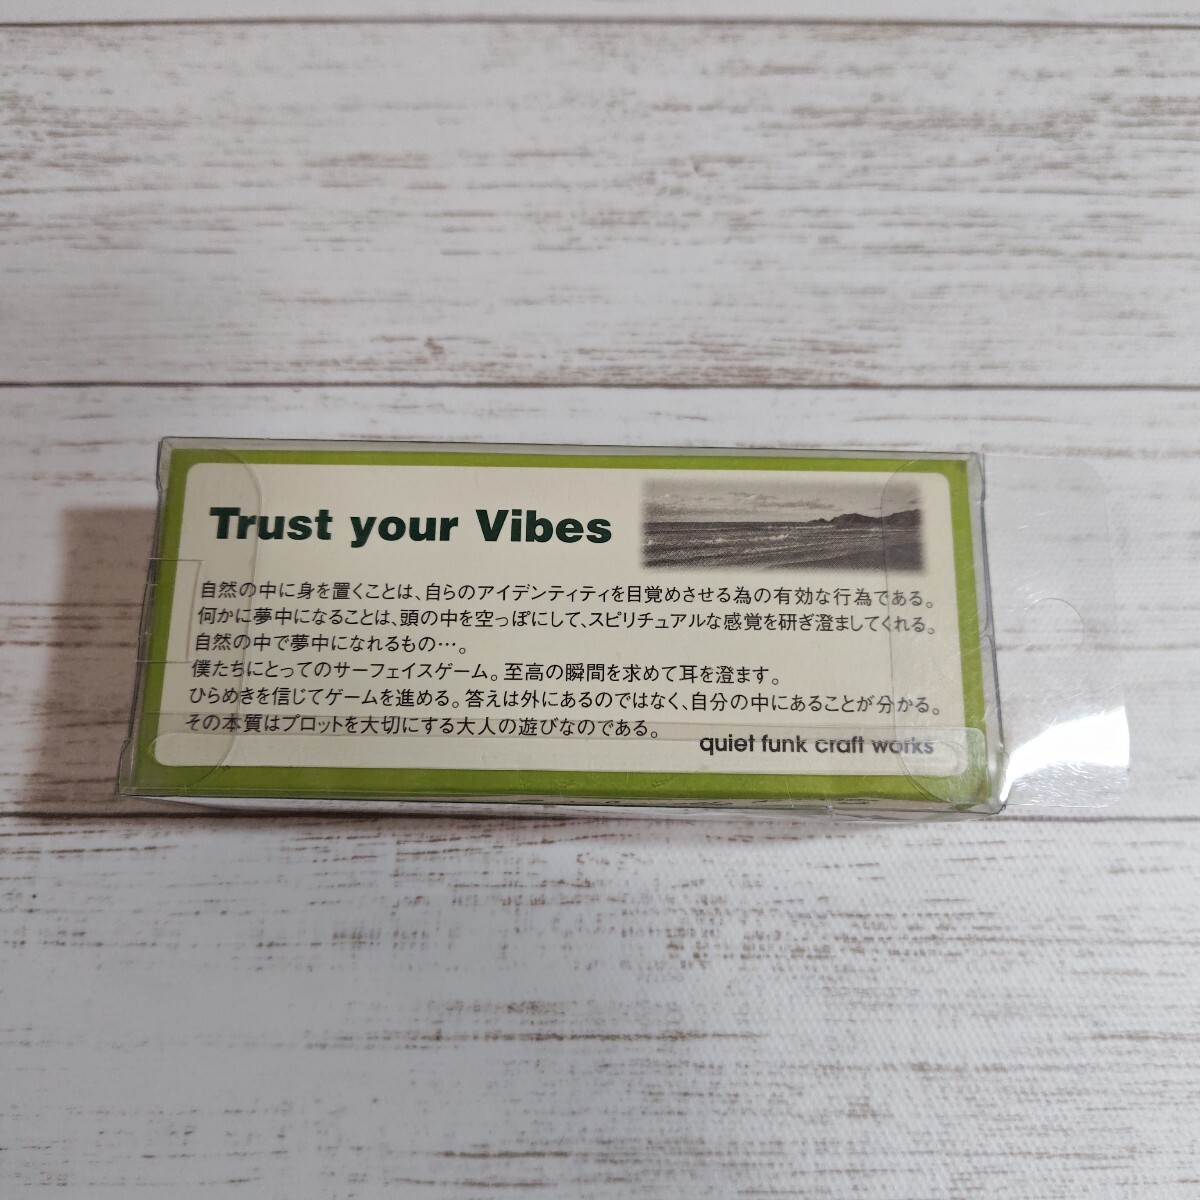 Trust your Vibes
自然の中に身を置くことは、自らのアイデンティティを目覚めさせる為の有効な行為である。
何かに夢中になることは、頭の中を空っぽにして、スピリチュアルな感覚を研ぎ澄ましてくれる。
自然の中で夢中になれるもの…。
僕たちにとってのサーフェイスゲーム。至高の瞬間を求めて耳を澄ます。
ひらめきを信じてゲームを進める。答えは外にあるのではなく、自分の中にあることが分かる。
その本質はプロットを大切にする大人の遊びなのである。
quiet funk craft works